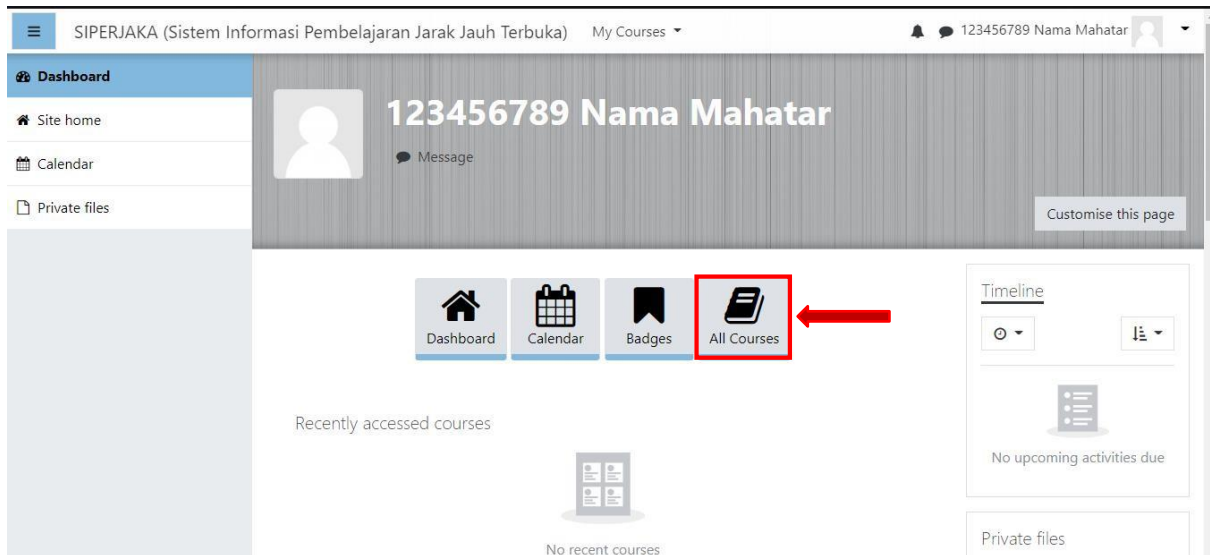 SIPERJAKA (Sistem Informasi Pembelajaran Jarak Jauh Terbuka) My Courses 123456789 Nama Mahatar
Dashboard
Site home
Calendar
Private files
123456789 Nama Mahatar
Message
Customise this page
Dashboard Calendar Badges All Courses
Recently accessed courses
No recent courses
Timeline
No upcoming activities due
Private files